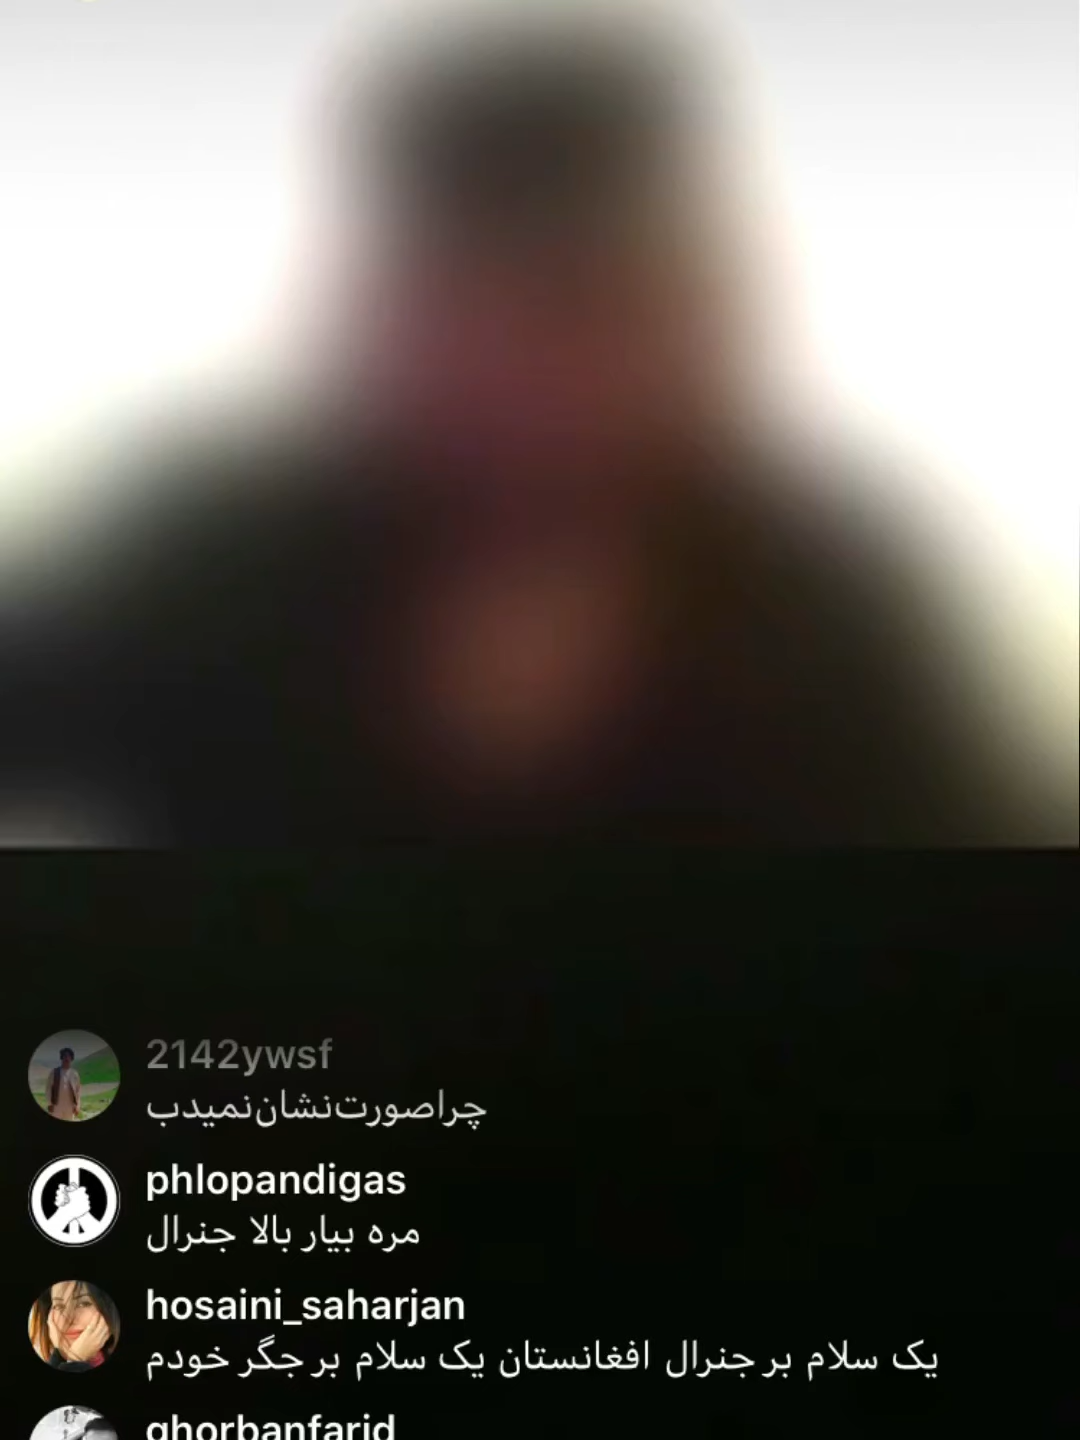 2142ywsf
چراصورت‌نشان‌نمیدب
phlopandigas
مره بیار بالا جنرال
hosaini_saharjan
یک سلام بر جنرال افغانستان یک سلام بر جگر خودم
ghorbanfarid